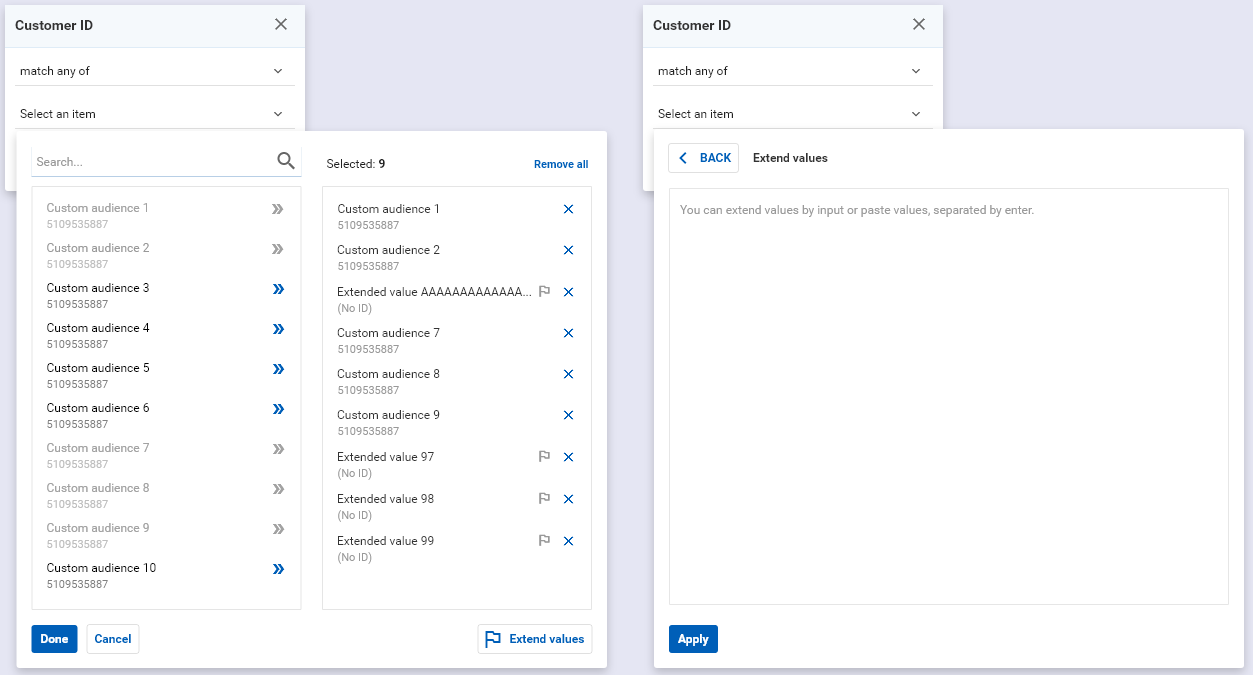 Customer ID
match any of
Select an item
Search...
Custom audience 1
5109535887
Custom audience 2
5109535887
Custom audience 3
5109535887
Custom audience 4
5109535887
Custom audience 5
5109535887
Custom audience 6
5109535887
Custom audience 7
5109535887
Custom audience 8
5109535887
Custom audience 9
5109535887
Custom audience 10
5109535887
Selected: 9
Remove all
Custom audience 1
5109535887
Custom audience 2
5109535887
Extended value AAAAAAAAAAAAA...
(No ID)
Custom audience 7
5109535887
Custom audience 8
5109535887
Custom audience 9
5109535887
Extended value 97
(No ID)
Extended value 98
(No ID)
Extended value 99
(No ID)
Done
Cancel
Extend values
Customer ID
match any of
Select an item
BACK
Extend values
You can extend values by input or paste values, separated by enter.
Apply